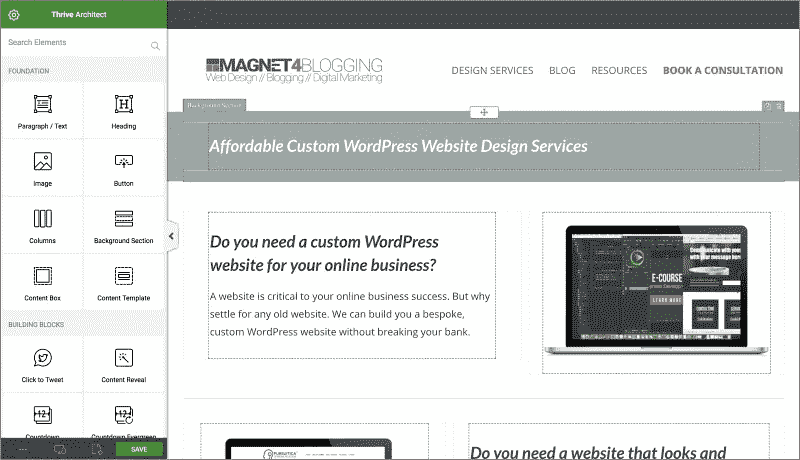 Thrive Architect
Search Elements
FOUNDATION
Paragraph / Text
Heading
Image
Button
Columns
Background Section
Content Box
Content Template
BUILDING BLOCKS
Click to Tweet
Content Reveal
Countdown
Countdown Evergreen
SAVE
MAGNET4BLOGGING
Web Design // Blogging // Digital Marketing
DESIGN SERVICES
BLOG
RESOURCES
BOOK A CONSULTATION
Background Section
Affordable Custom WordPress Website Design Services
Do you need a custom WordPress
website for your online business?
A website is critical to your online business success. But why
settle for any old website. We can build you a bespoke,
custom WordPress website without breaking your bank.
E-COURSE
LEARN MORE
Do you need a website that looks and